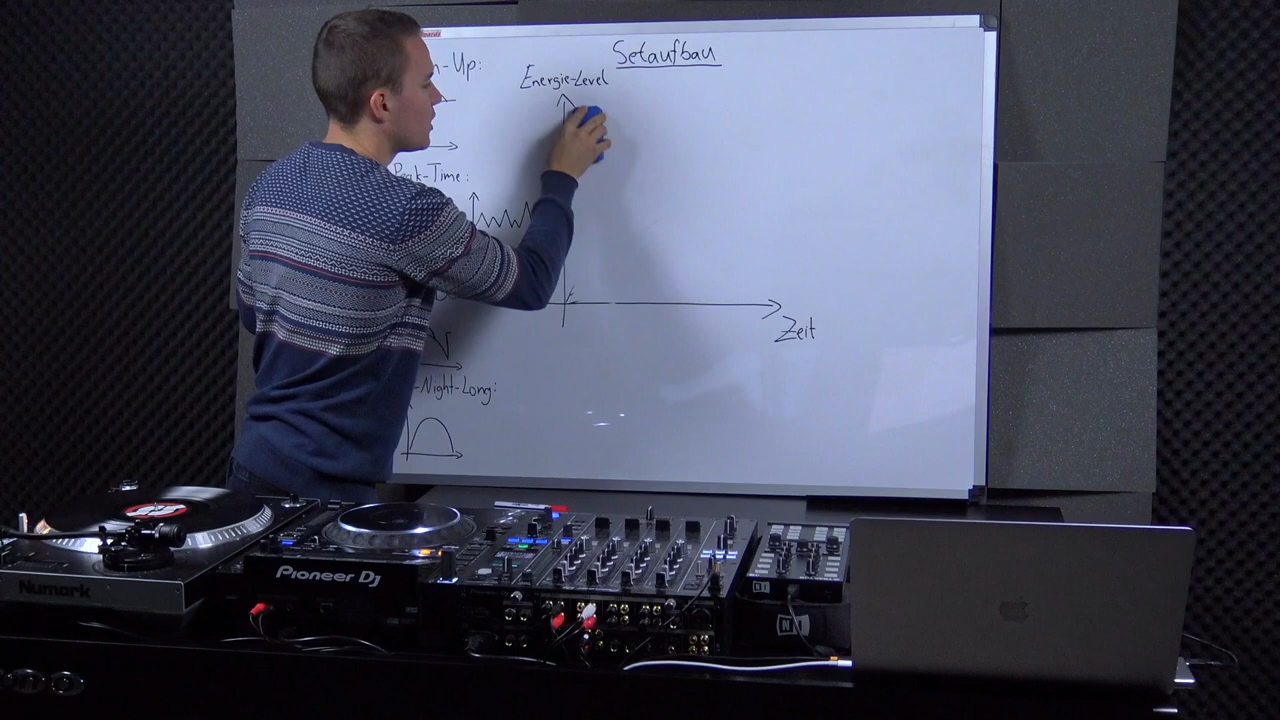 Setaufbau
-Up:
Energie-Level
Peak-Time:
Zeit
-Night-Long:
Numark
Pioneer Dj